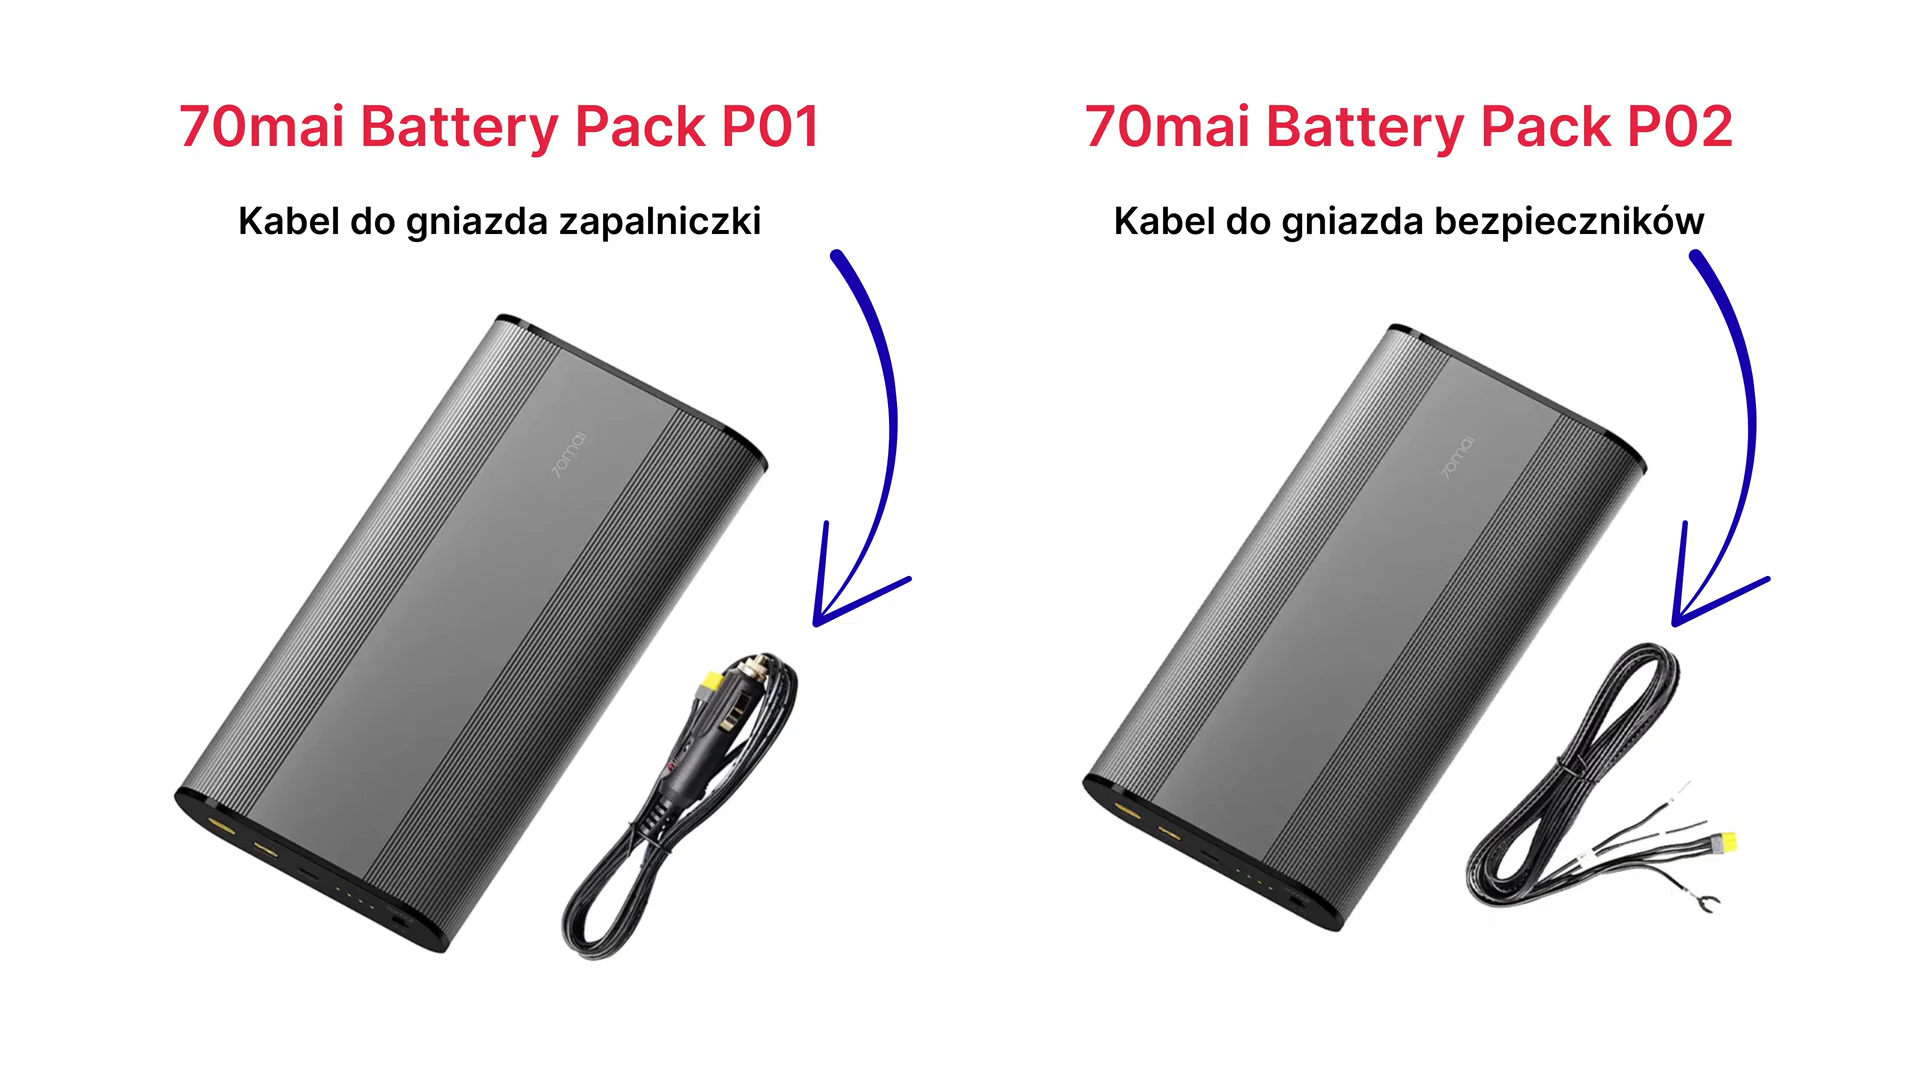 70mai Battery Pack P01
Kabel do gniazda zapalniczki
70mai
70mai Battery Pack P02
Kabel do gniazda bezpieczników
70mai